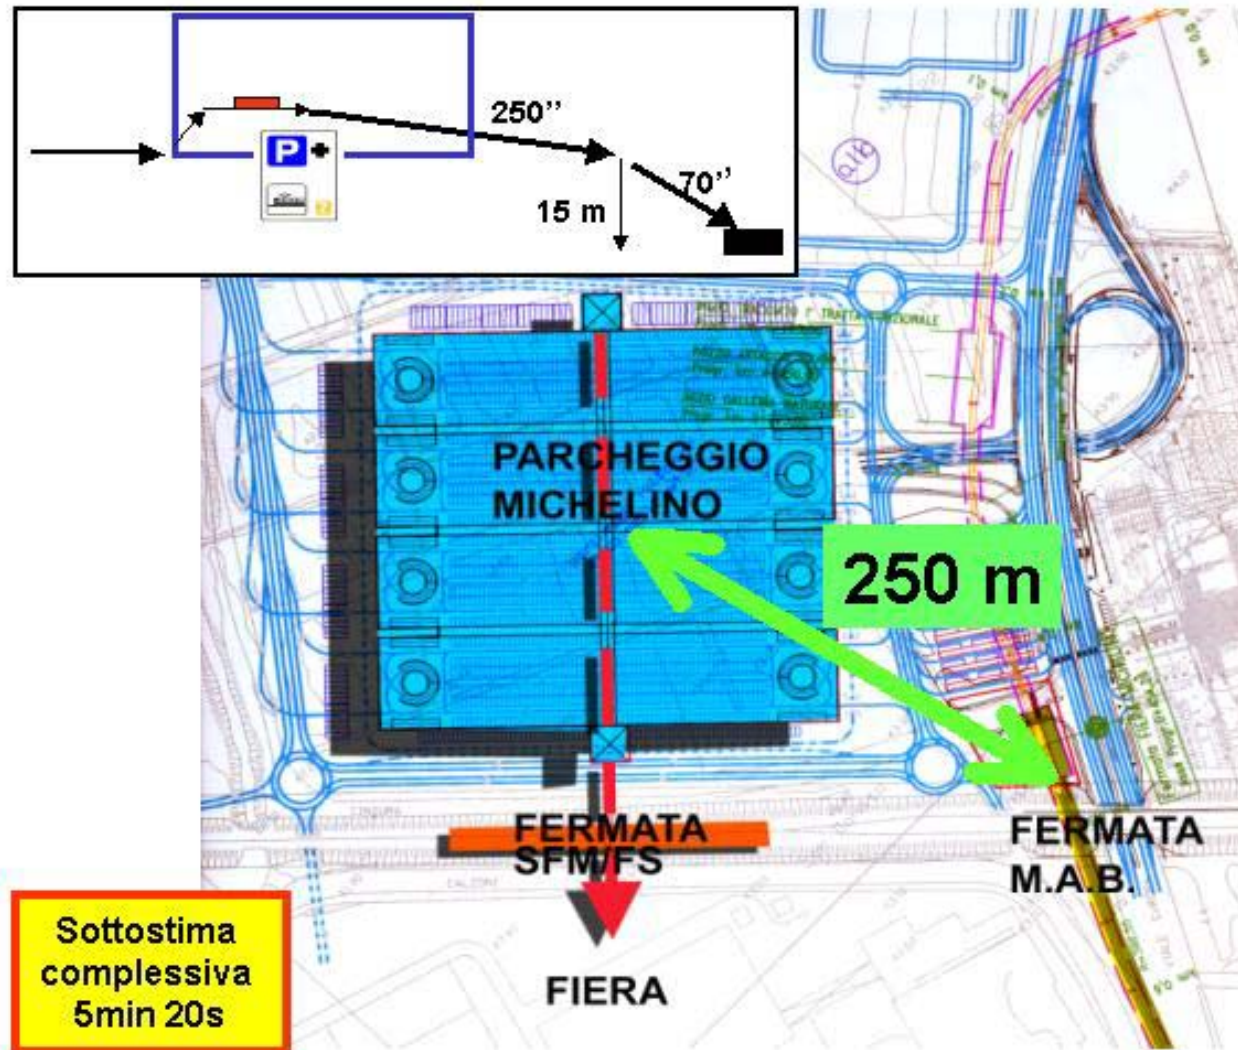 250’’
P +
70’’
15 m
PARCHEGGIO
MICHELINO
250 m
FERMATA
SFM/FS
FERMATA
M.A.B.
Sottostima
complessiva
5min 20s
FIERA